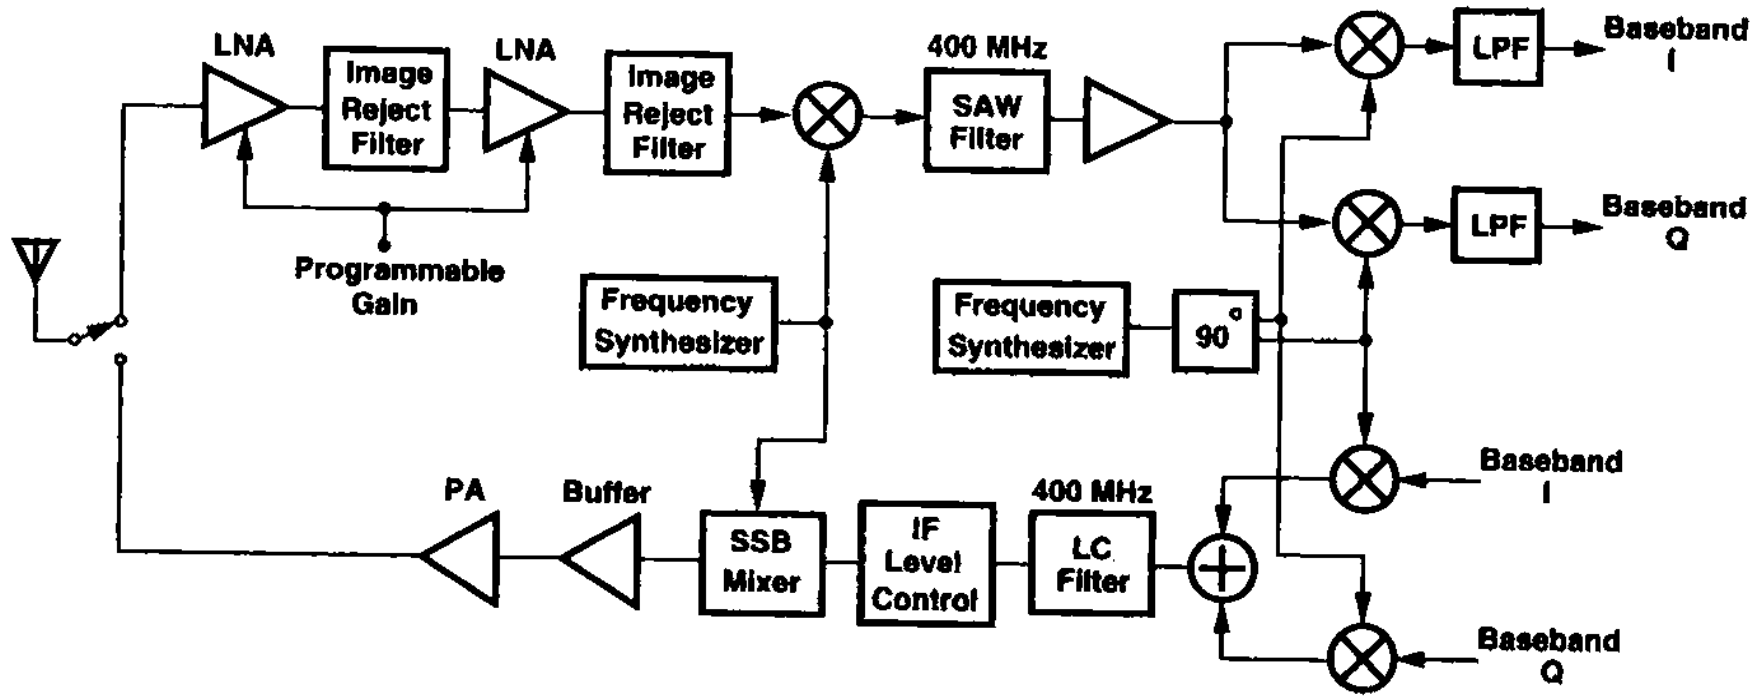 LNA
Image
Reject
Filter
LNA
Image
Reject
Filter
400 MHz
SAW
Filter
LPF
Baseband
I
LPF
Baseband
Q
Programmable
Gain
Frequency
Synthesizer
Frequency
Synthesizer
90°
PA
Buffer
SSB
Mixer
IF
Level
Control
400 MHz
LC
Filter
Baseband
I
Baseband
Q